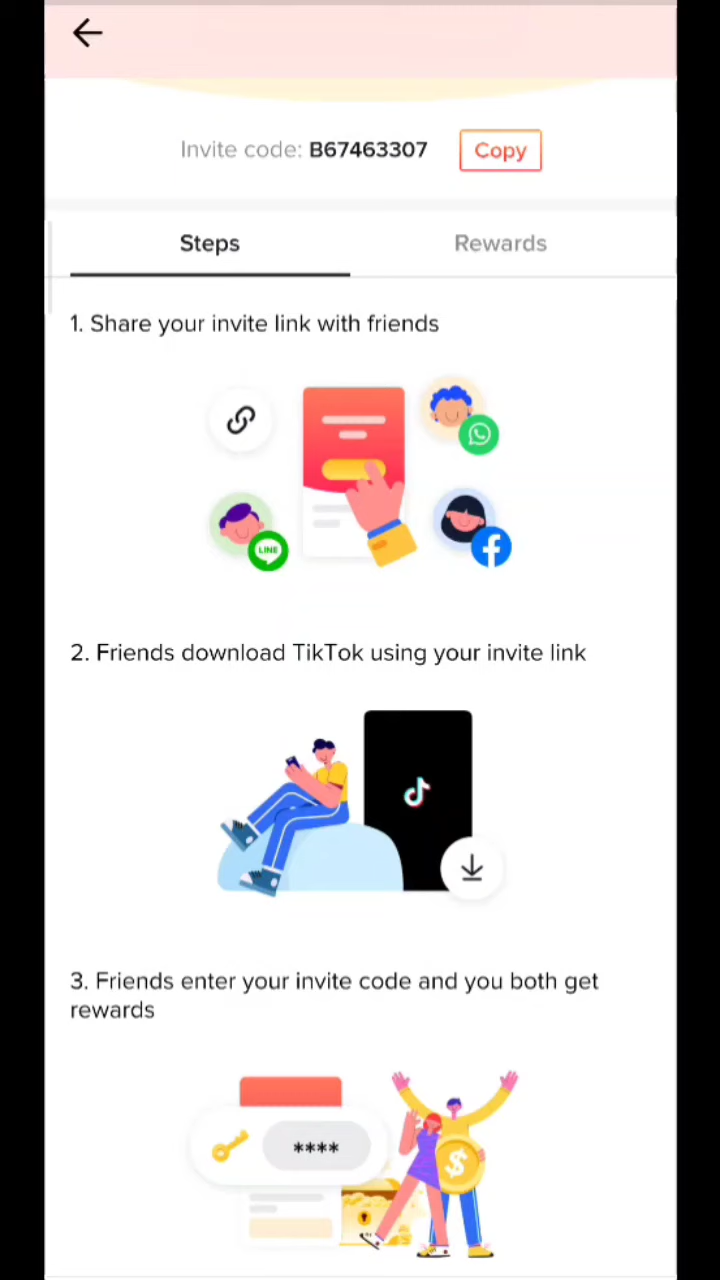 Invite code: B67463307 Copy
Steps Rewards
1. Share your invite link with friends
LINE
2. Friends download TikTok using your invite link
3. Friends enter your invite code and you both get
rewards
****
$